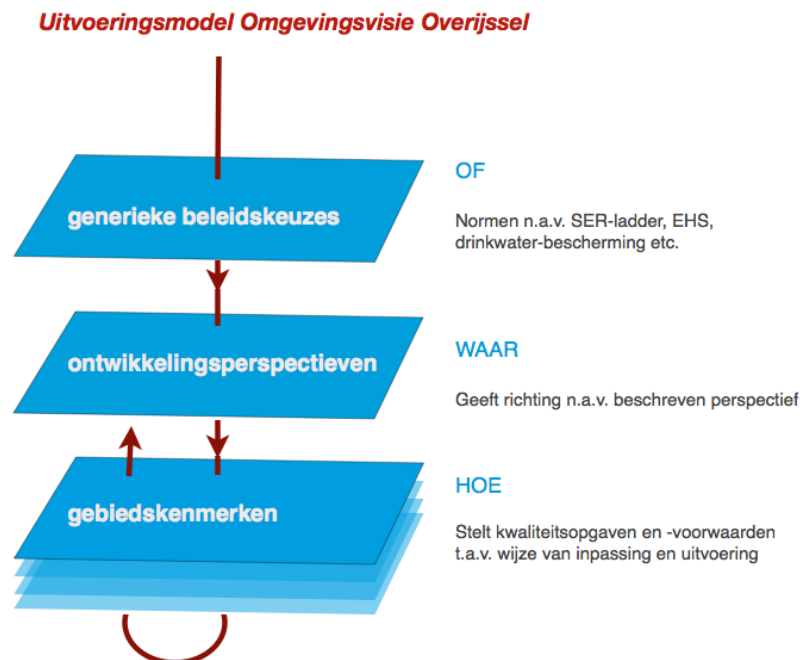 Uitvoeringsmodel Omgevingsvisie Overijssel
generieke beleidskeuzes
OF
Normen n.a.v. SER-ladder, EHS,
drinkwater-bescherming etc.
ontwikkelingsperspectieven
WAAR
Geeft richting n.a.v. beschreven perspectief
gebiedskenmerken
HOE
Stelt kwaliteitsopgaven en -voorwaarden
t.a.v. wijze van inpassing en uitvoering